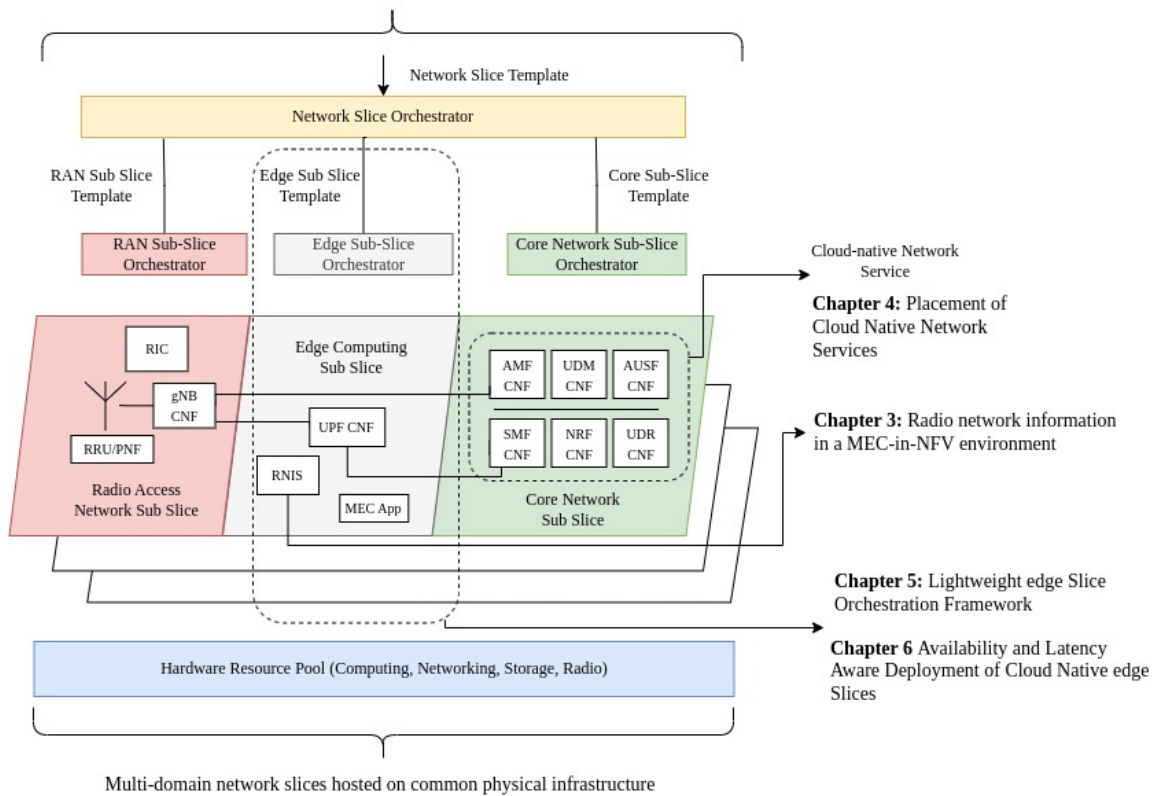 Network Slice Template
Network Slice Orchestrator
RAN Sub Slice
Template
Edge Sub Slice
Template
Core Sub-Slice
Template
RAN Sub-Slice
Orchestrator
Edge Sub-Slice
Orchestrator
Core Network Sub-Slice
Orchestrator
Cloud-native Network
Service
Chapter 4: Placement of
Cloud Native Network
Services
RIC
gNB
CNF
RRU/PNF
Radio Access
Network Sub Slice
Edge Computing
Sub Slice
UPF CNF
RNIS
MEC App
AMF
CNF
UDM
CNF
AUSF
CNF
SMF
CNF
NRF
CNF
UDR
CNF
Core Network
Sub Slice
Chapter 3: Radio network information
in a MEC-in-NFV environment
Chapter 5: Lightweight edge Slice
Orchestration Framework
Chapter 6 Availability and Latency
Aware Deployment of Cloud Native edge
Slices
Hardware Resource Pool (Computing, Networking, Storage, Radio)
Multi-domain network slices hosted on common physical infrastructure